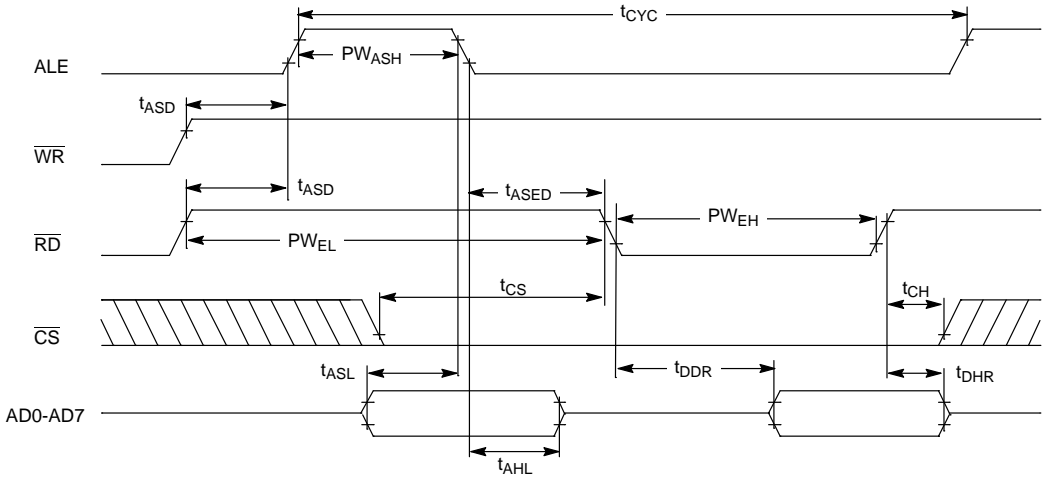 tCYC
ALE
PWASH
tASD
WR
tASD
tASED
RD
PWEL
PWEH
tCS
tCH
CS
tASL
tDDR
tDHR
AD0-AD7
tAHL